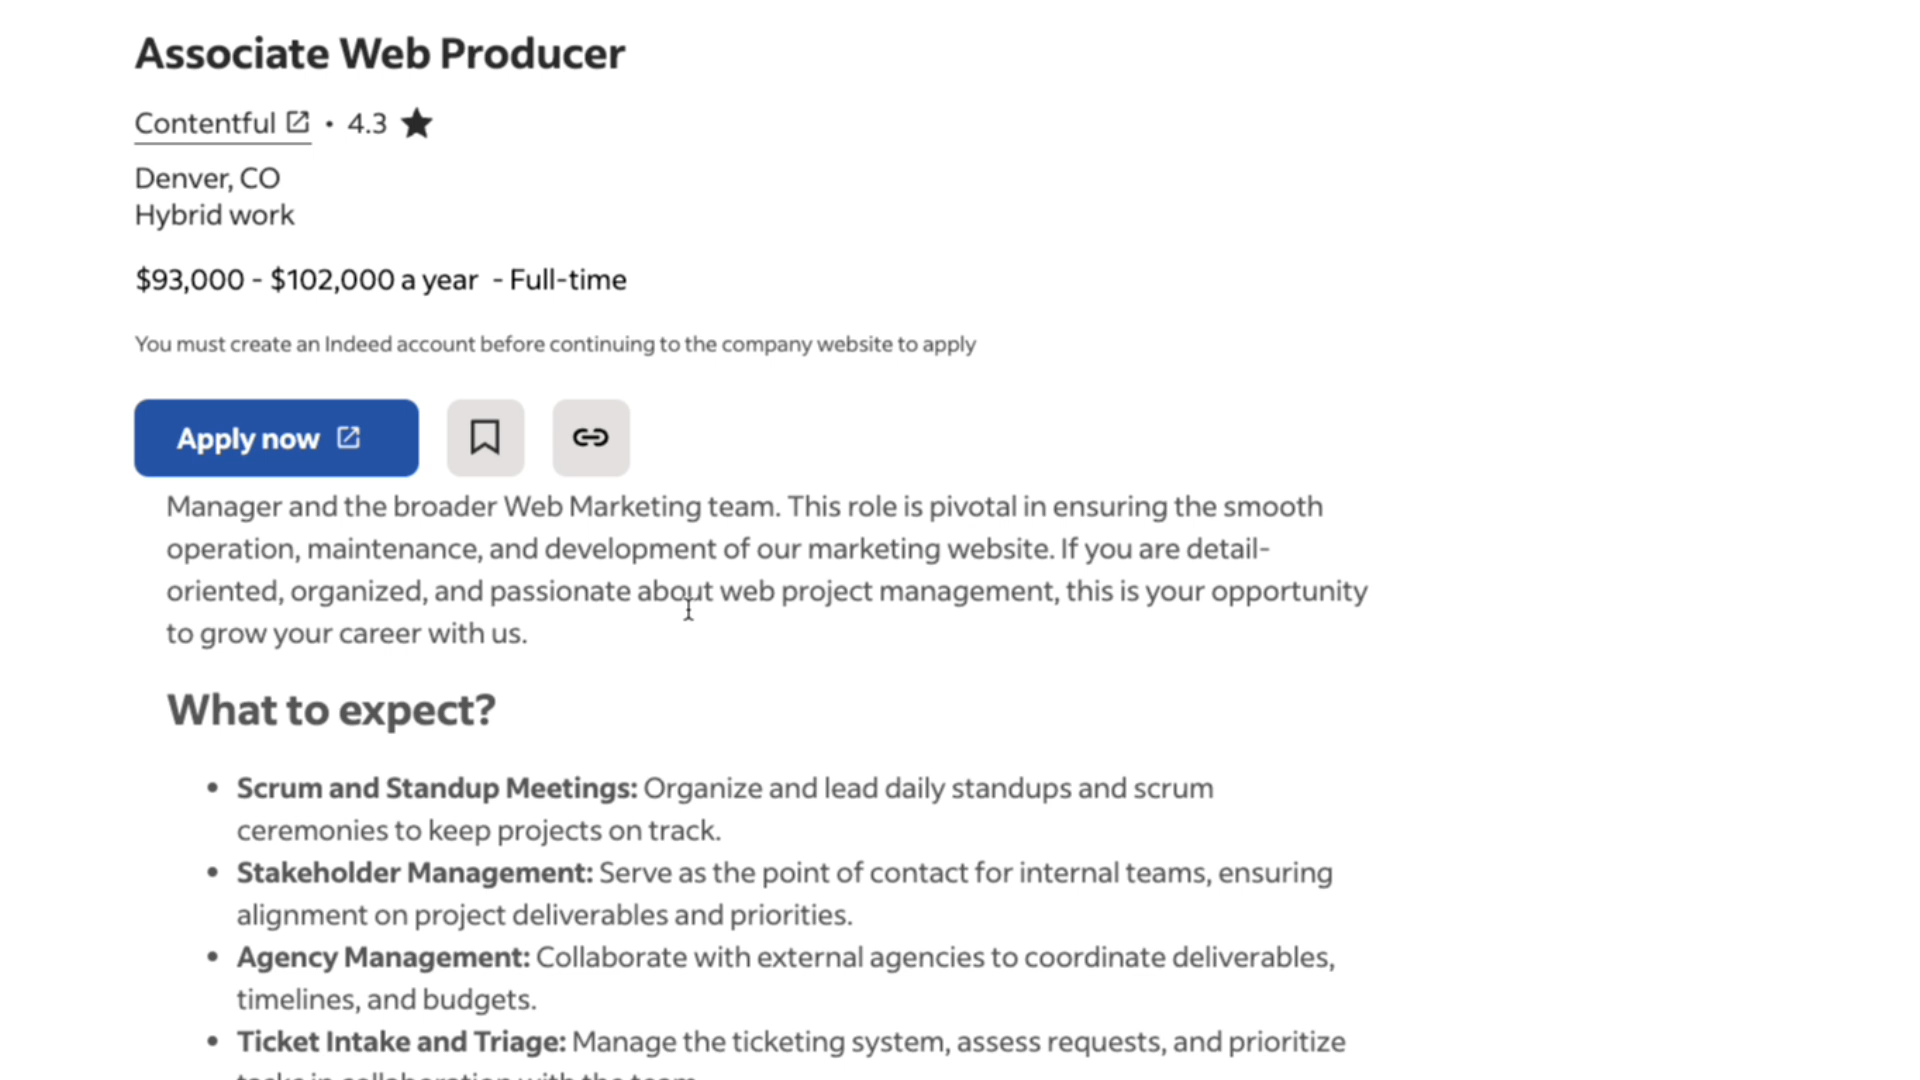 Associate Web Producer
Contentful • 4.3 ★
Denver, CO
Hybrid work
$93,000 - $102,000 a year - Full-time
You must create an Indeed account before continuing to the company website to apply
Apply now
Manager and the broader Web Marketing team. This role is pivotal in ensuring the smooth
operation, maintenance, and development of our marketing website. If you are detail-
oriented, organized, and passionate about web project management, this is your opportunity
to grow your career with us.
What to expect?
• Scrum and Standup Meetings: Organize and lead daily standups and scrum
ceremonies to keep projects on track.
• Stakeholder Management: Serve as the point of contact for internal teams, ensuring
alignment on project deliverables and priorities.
• Agency Management: Collaborate with external agencies to coordinate deliverables,
timelines, and budgets.
• Ticket Intake and Triage: Manage the ticketing system, assess requests, and prioritize
tasks in collaboration with the team.